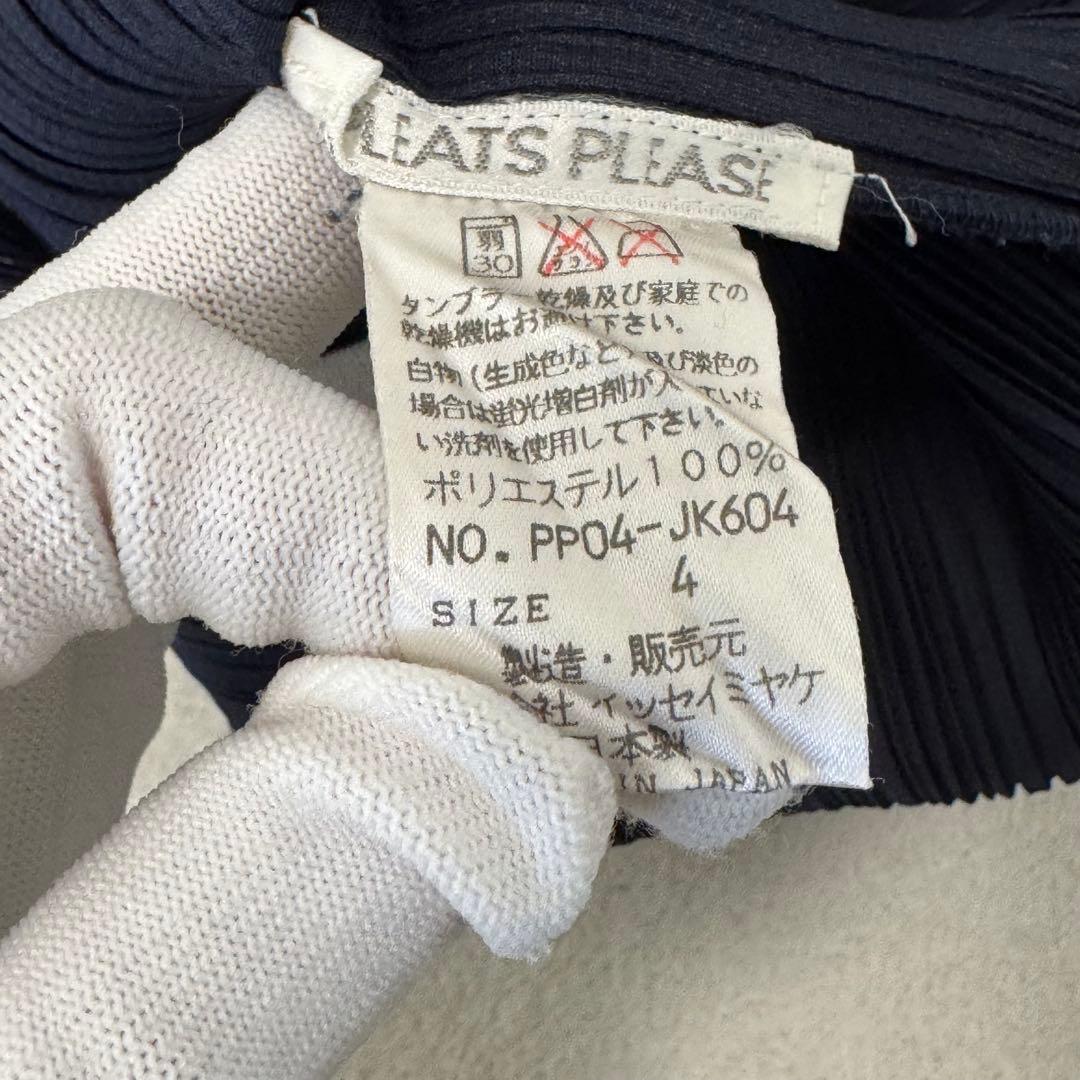 LEATS PLEASE
弱
30
タンブラー乾燥及び家庭での
乾燥機はお避け下さい。
白物(生成色など)及び淡色の
場合は蛍光増白剤が入っていな
い洗剤を使用して下さい。
ポリエステル100%
NO. PP04-JK604
SIZE 4
製造・販売元
社 イッセイミヤケ
日本製
IN JAPAN